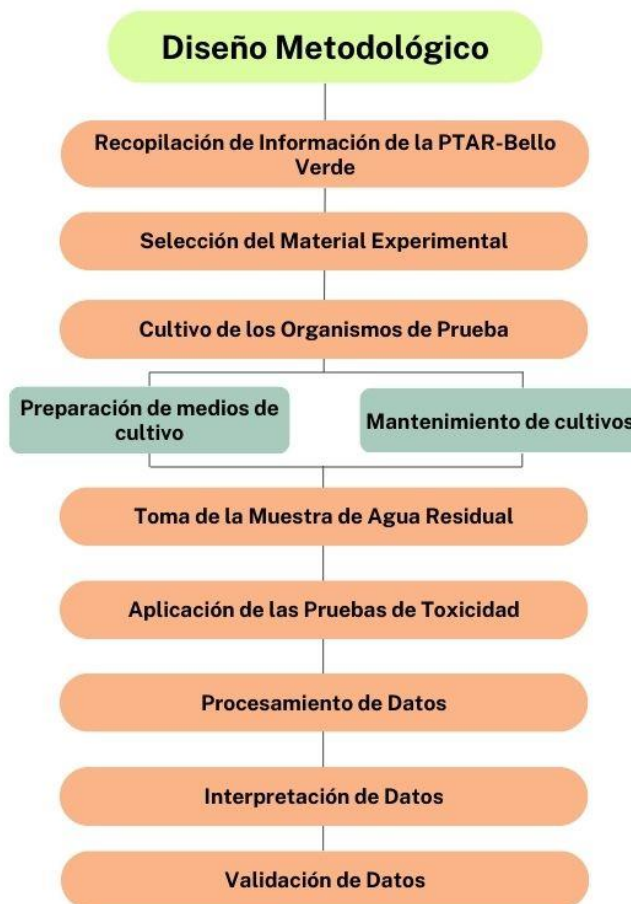 Diseño Metodológico
Recopilación de Información de la PTAR-Bello
Verde
Selección del Material Experimental
Cultivo de los Organismos de Prueba
Preparación de medios de
cultivo
Mantenimiento de cultivos
Toma de la Muestra de Agua Residual
Aplicación de las Pruebas de Toxicidad
Procesamiento de Datos
Interpretación de Datos
Validación de Datos